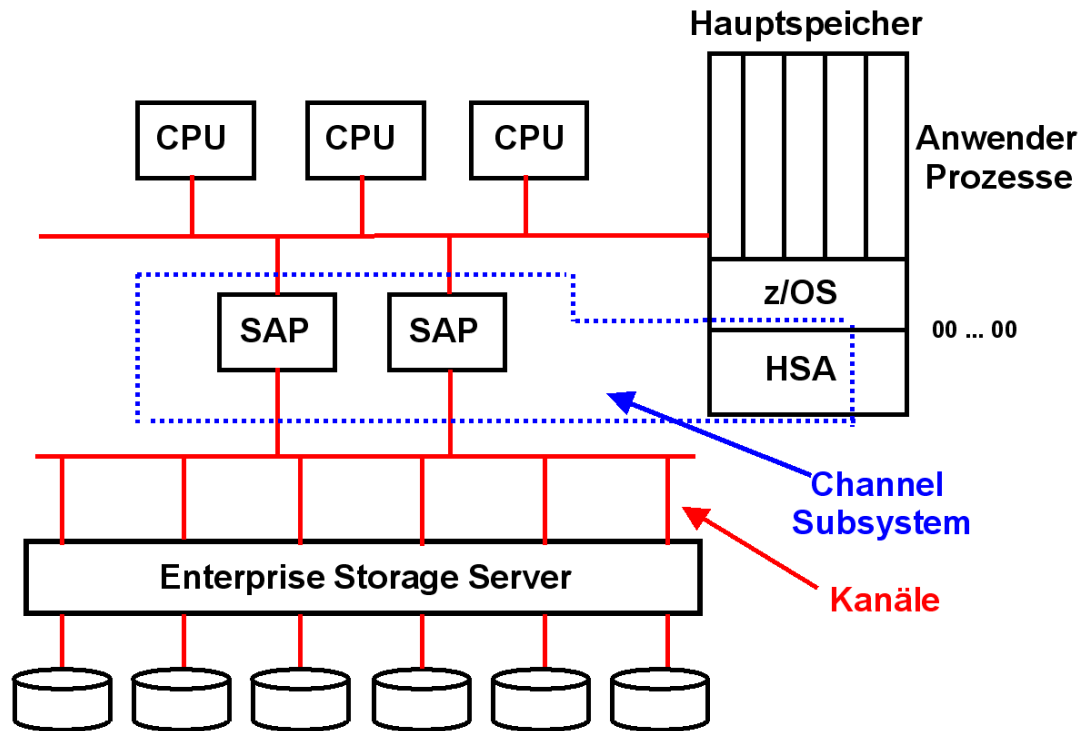 Hauptspeicher
CPU
CPU
CPU
Anwender
Prozesse
z/OS
SAP
SAP
00 ... 00
HSA
Channel
Subsystem
Enterprise Storage Server
Kanäle